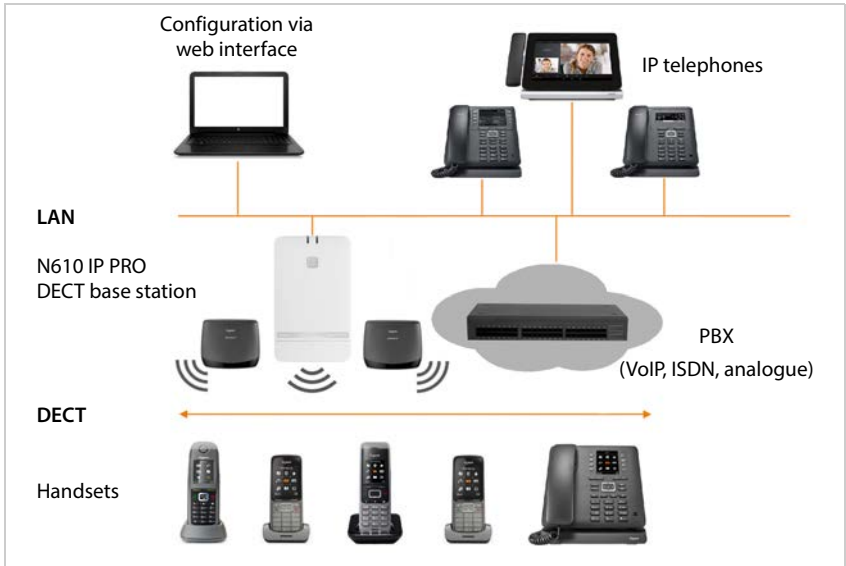 Configuration via
web interface
IP telephones
LAN
N610 IP PRO
DECT base station
PBX
(VoIP, ISDN, analogue)
DECT
Handsets